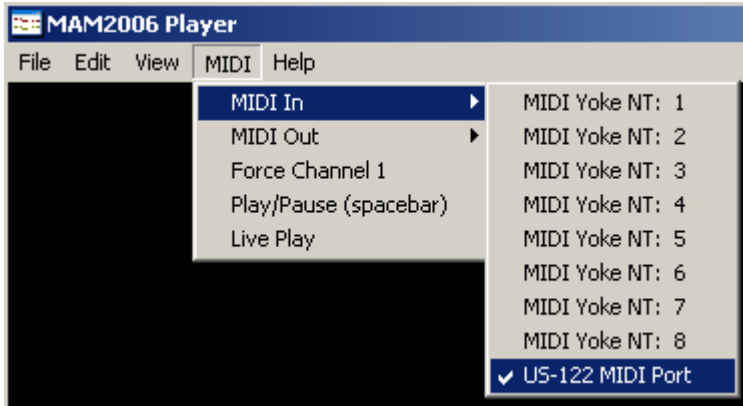 MAM2006 Player
File Edit View MIDI Help
MIDI In
MIDI Out
Force Channel 1
Play/Pause (spacebar)
Live Play
MIDI Yoke NT: 1
MIDI Yoke NT: 2
MIDI Yoke NT: 3
MIDI Yoke NT: 4
MIDI Yoke NT: 5
MIDI Yoke NT: 6
MIDI Yoke NT: 7
MIDI Yoke NT: 8
US-122 MIDI Port